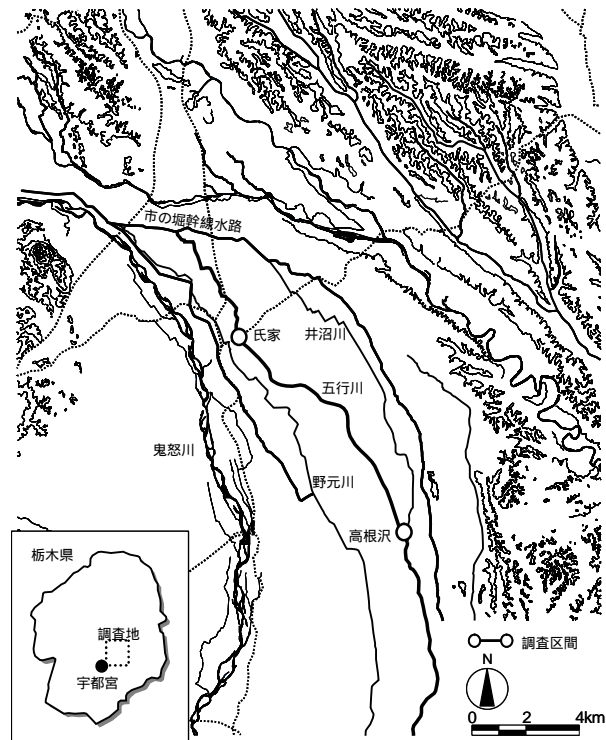 市の堀幹線水路
氏家
井沼川
五行川
鬼怒川
野元川
高根沢
栃木県
調査地
宇都宮
調査区間
N
0 2 4km